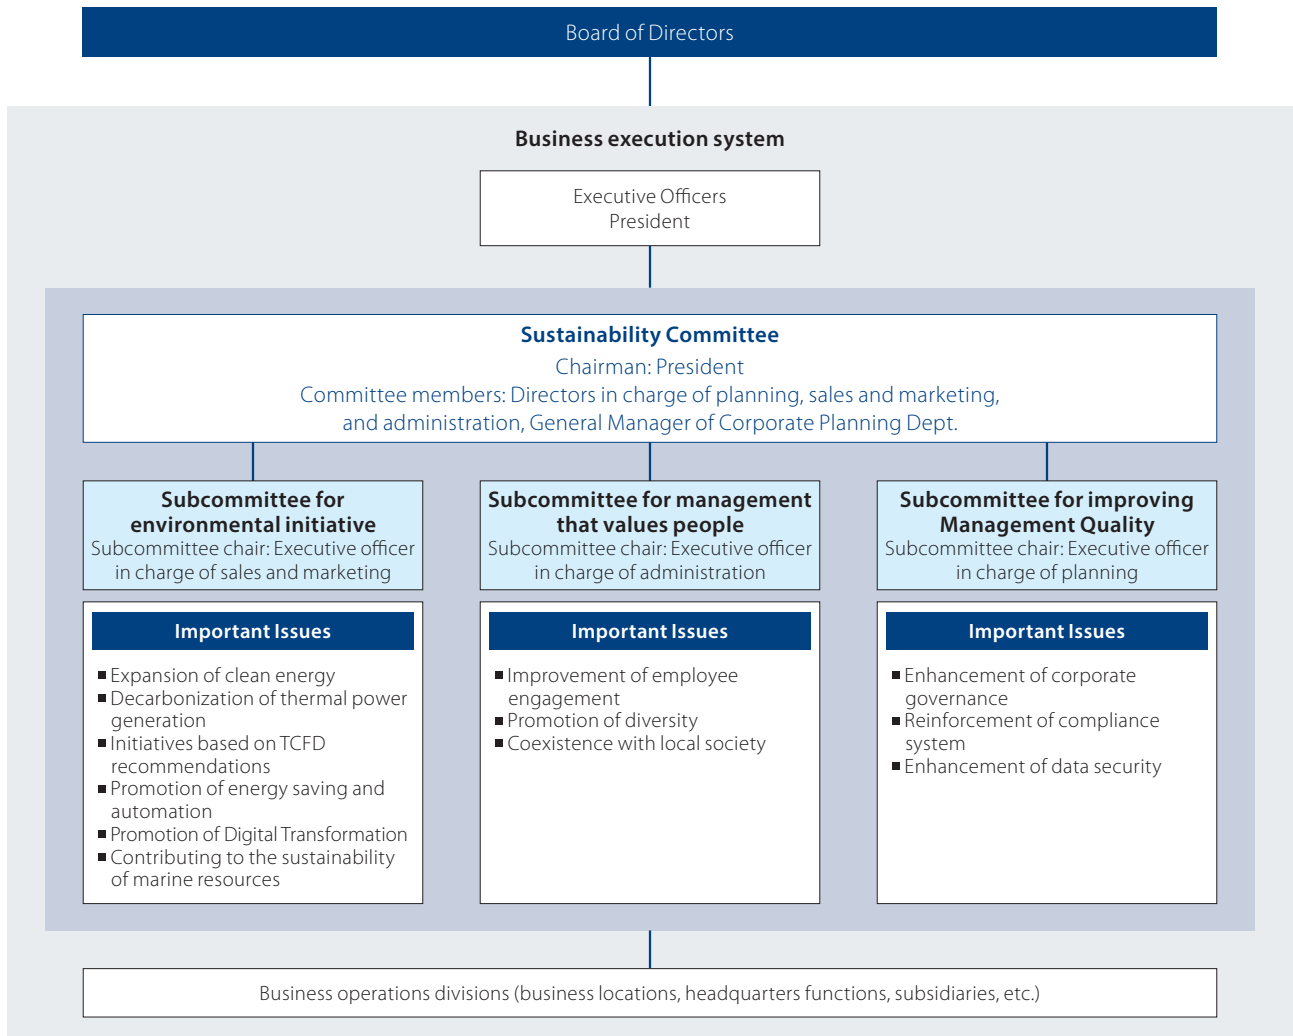 Board of Directors
Business execution system
Executive Officers
President
Sustainability Committee
Chairman: President
Committee members: Directors in charge of planning, sales and marketing,
and administration, General Manager of Corporate Planning Dept.
Subcommittee for
environmental initiative
Subcommittee chair: Executive officer
in charge of sales and marketing
Important Issues
■ Expansion of clean energy
■ Decarbonization of thermal power
generation
■ Initiatives based on TCFD
recommendations
■ Promotion of energy saving and
automation
■ Promotion of Digital Transformation
■ Contributing to the sustainability
of marine resources
Subcommittee for management
that values people
Subcommittee chair: Executive officer
in charge of administration
Important Issues
■ Improvement of employee
engagement
■ Promotion of diversity
■ Coexistence with local society
Subcommittee for improving
Management Quality
Subcommittee chair: Executive officer
in charge of planning
Important Issues
■ Enhancement of corporate
governance
■ Reinforcement of compliance
system
■ Enhancement of data security
Business operations divisions (business locations, headquarters functions, subsidiaries, etc.)